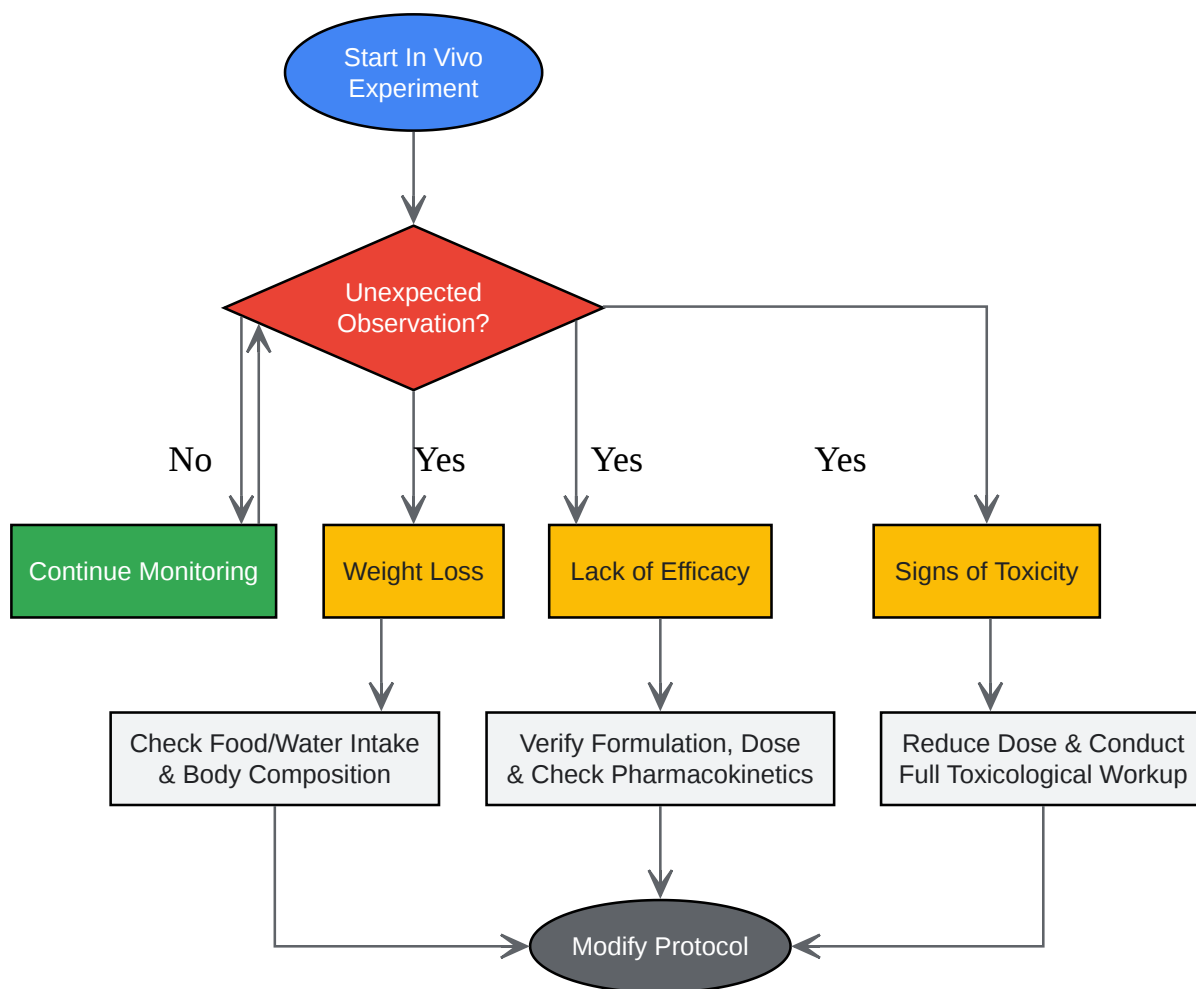 Start In Vivo
Experiment
Unexpected
Observation?
No
Yes
Yes
Yes
Continue Monitoring
Weight Loss
Lack of Efficacy
Signs of Toxicity
Check Food/Water Intake
& Body Composition
Verify Formulation, Dose
& Check Pharmacokinetics
Reduce Dose & Conduct
Full Toxicological Workup
Modify Protocol